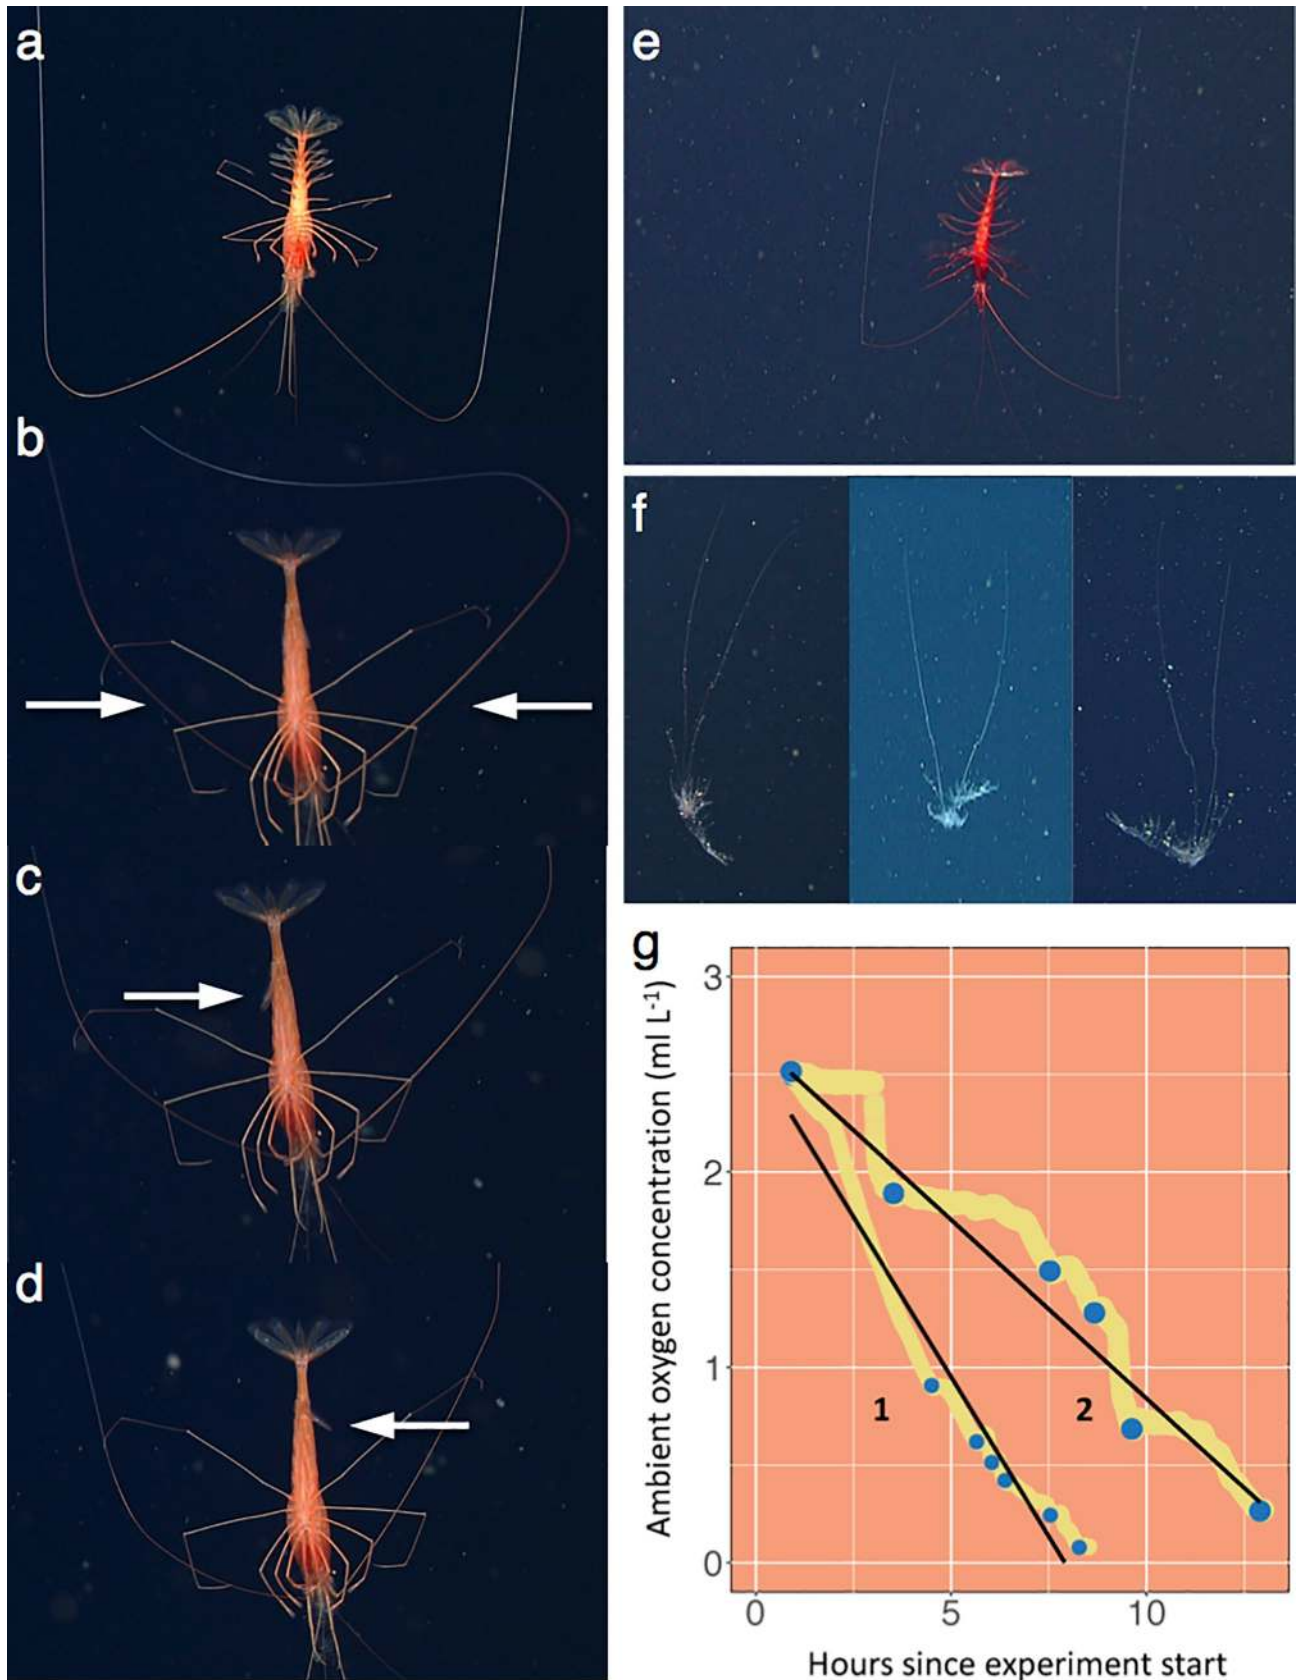 a
b
c
d
e
f
g
Ambient oxygen concentration (ml L⁻¹)
3
2
1
0
1
2
0
5
10
Hours since experiment start